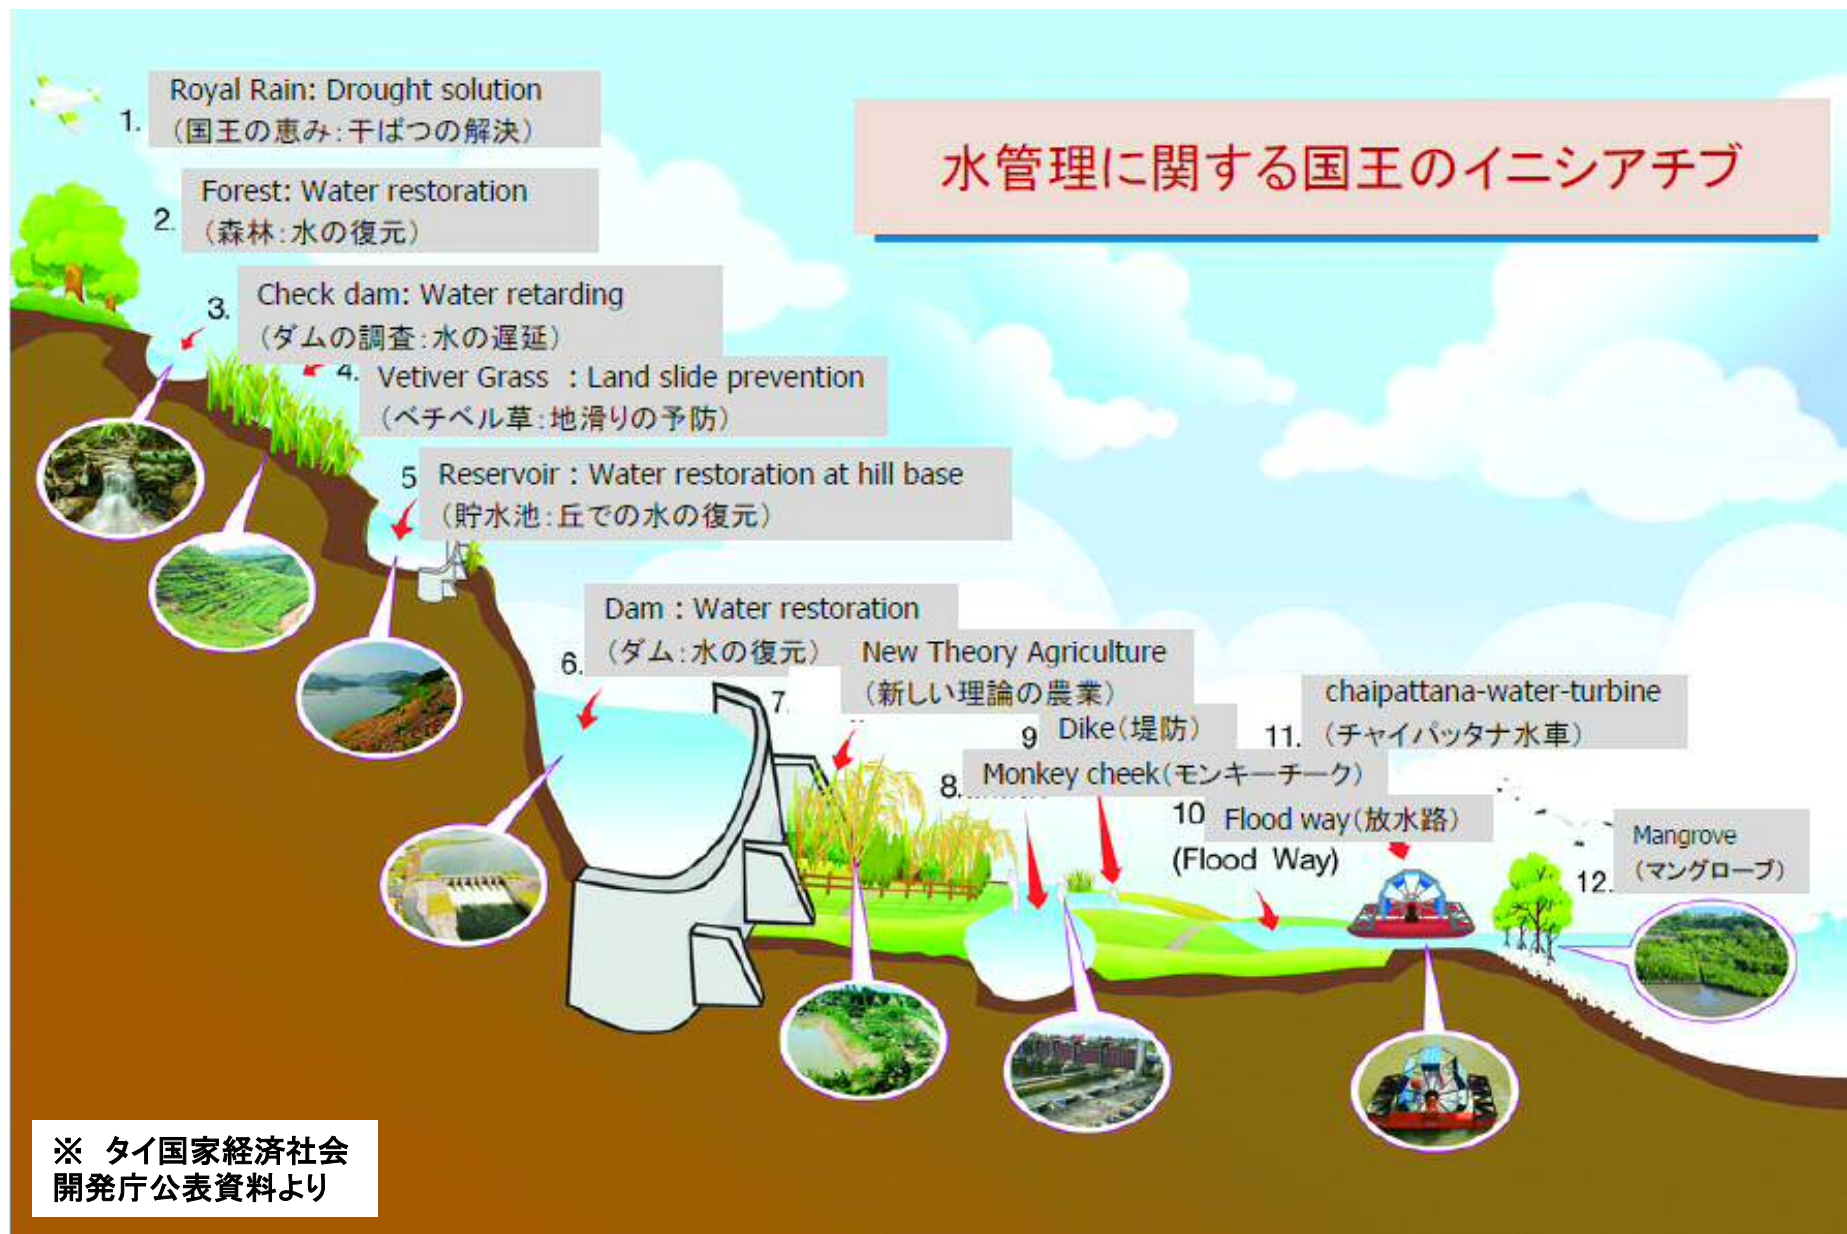 水管理に関する国王のイニシアチブ
1. Royal Rain: Drought solution
（国王の恵み：干ばつの解決）
2. Forest: Water restoration
（森林：水の復元）
3. Check dam: Water retarding
（ダムの調査：水の遅延）
4. Vetiver Grass : Land slide prevention
（ベチベル草：地滑りの予防）
5 Reservoir : Water restoration at hill base
（貯水池：丘での水の復元）
6. Dam : Water restoration
（ダム：水の復元）
7. New Theory Agriculture
（新しい理論の農業）
8. Monkey cheek（モンキーチーク）
9 Dike（堤防）
10 Flood way（放水路）
(Flood Way)
11. chaipattana-water-turbine
（チャイパッタナ水車）
12. Mangrove
（マングローブ）
※ タイ国家経済社会
開発庁公表資料より